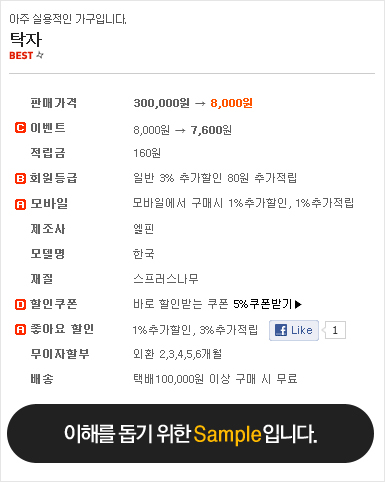 아주 실용적인 가구입니다.
탁자
BEST
판매가격 300,000원 → 8,000원
C 이벤트 8,000원 → 7,600원
적립금 160원
B 회원등급 일반 3% 추가할인 80원 추가적립
A 모바일 모바일에서 구매시 1%추가할인, 1%추가적립
제조사 엘핀
모델명 한국
재질 스프러스나무
D 할인쿠폰 바로 할인받는 쿠폰 5%쿠폰받기▶
A 좋아요 할인 1%추가할인, 3%추가적립 f Like 1
무이자할부 외환 2,3,4,5,6개월
배송 택배100,000원 이상 구매 시 무료
이해를 돕기 위한 Sample입니다.